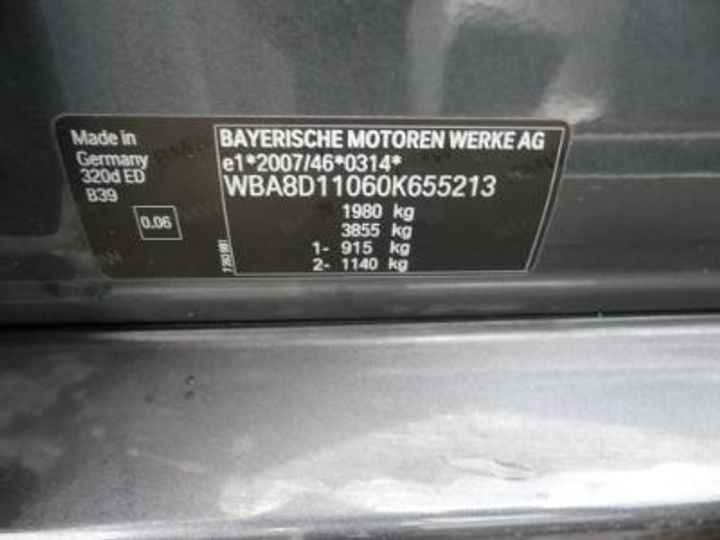 Made in
Germany
320d ED
B39
0.06
BAYERISCHE MOTOREN WERKE AG
e1*2007/46*0314*
WBA8D11060K655213
1980 kg
3855 kg
1- 915 kg
2- 1140 kg